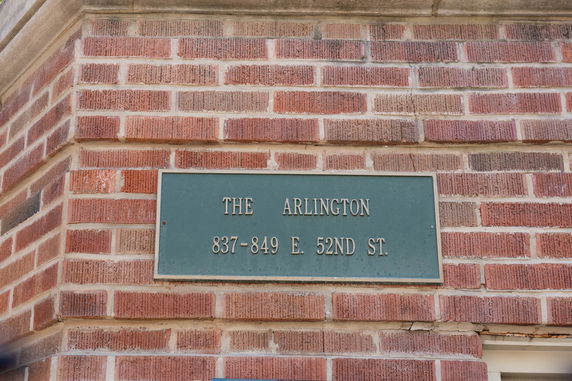 THE ARLINGTON
837-849 E. 52ND ST.